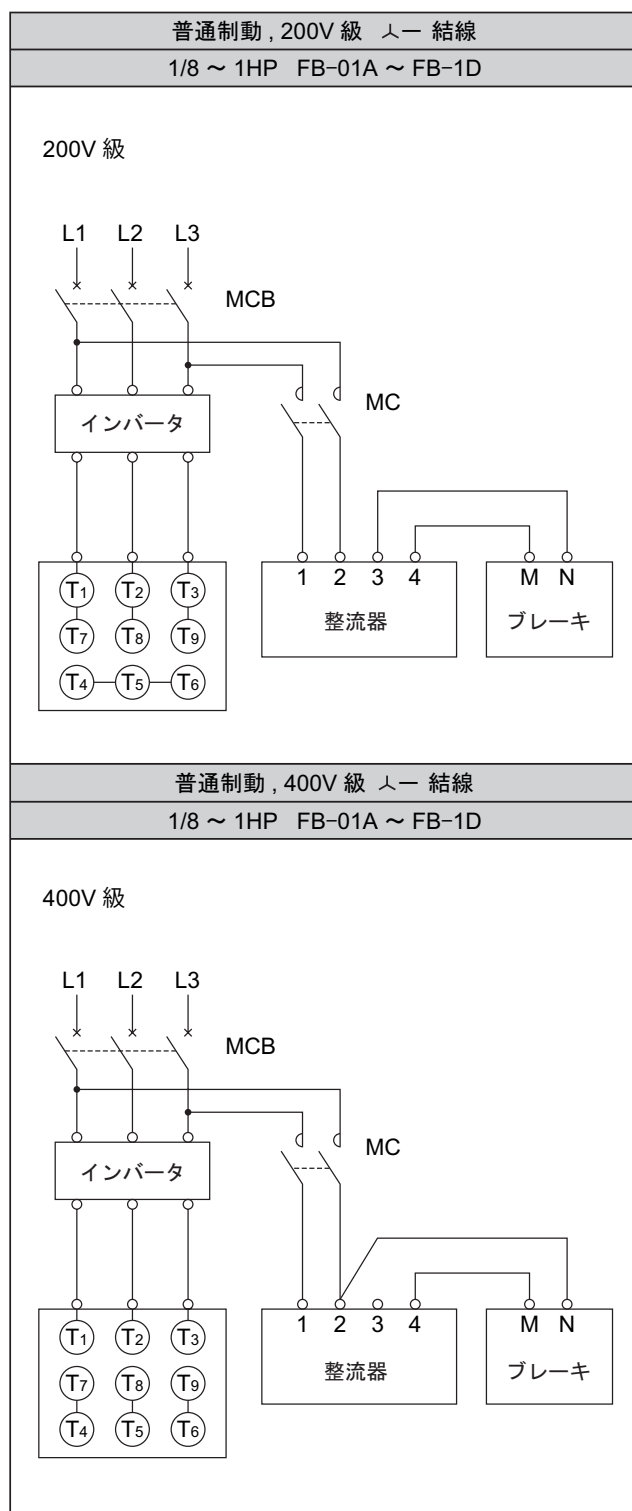 普通制動 , 200V 級 人ー 結線
1/8 ～ 1HP FB−01A ～ FB−1D
200V 級
L1 L2 L3
MCB
MC
インバータ
1 2 3 4
M N
整流器
ブレーキ
T1 T2 T3
T7 T8 T9
T4 T5 T6
普通制動 , 400V 級 人ー 結線
1/8 ～ 1HP FB−01A ～ FB−1D
400V 級
L1 L2 L3
MCB
MC
インバータ
1 2 3 4
M N
整流器
ブレーキ
T1 T2 T3
T7 T8 T9
T4 T5 T6